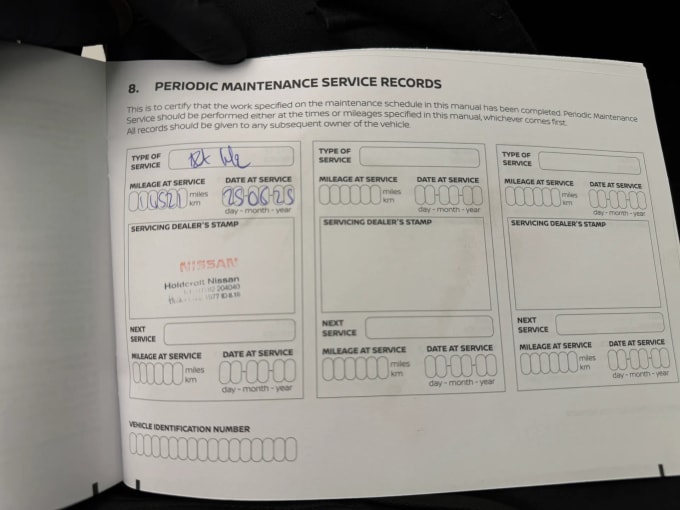 8. PERIODIC MAINTENANCE SERVICE RECORDS
This is to certify that the work specified on the maintenance schedule in this manual has been completed. Periodic Maintenance
Service should be performed either at the times or mileages specified in this manual, whichever comes first.
All records should be given to any subsequent owner of the vehicle.
TYPE OF
SERVICE
MILEAGE AT SERVICE DATE AT SERVICE
miles
km
25-06-25
day - month - year
SERVICING DEALER'S STAMP
NISSAN
Holdcroft Nissan
NEXT
SERVICE
MILEAGE AT SERVICE DATE AT SERVICE
miles
km
day - month - year
TYPE OF
SERVICE
MILEAGE AT SERVICE DATE AT SERVICE
miles
km
day - month - year
SERVICING DEALER'S STAMP
NEXT
SERVICE
MILEAGE AT SERVICE DATE AT SERVICE
miles
km
day - month - year
TYPE OF
SERVICE
MILEAGE AT SERVICE DATE AT SERVICE
miles
km
day - month - year
SERVICING DEALER'S STAMP
NEXT
SERVICE
MILEAGE AT SERVICE DATE AT SERVICE
miles
km
day - month - year
VEHICLE IDENTIFICATION NUMBER